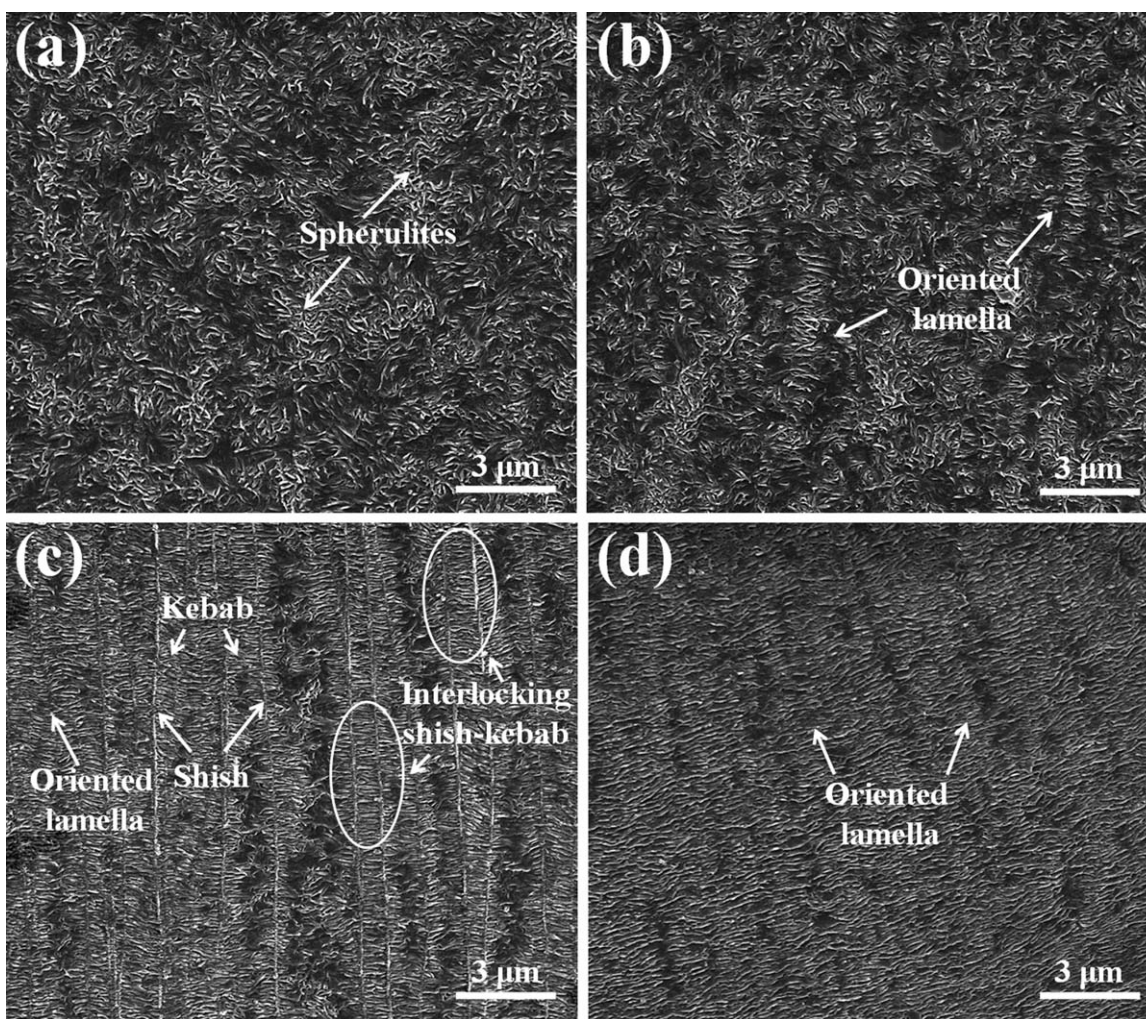 (a)
Spherulites
3 μm
(b)
Oriented
lamella
3 μm
(c)
Kebab
Interlocking
shish-kebab
Oriented
lamella
Shish
3 μm
(d)
Oriented
lamella
3 μm